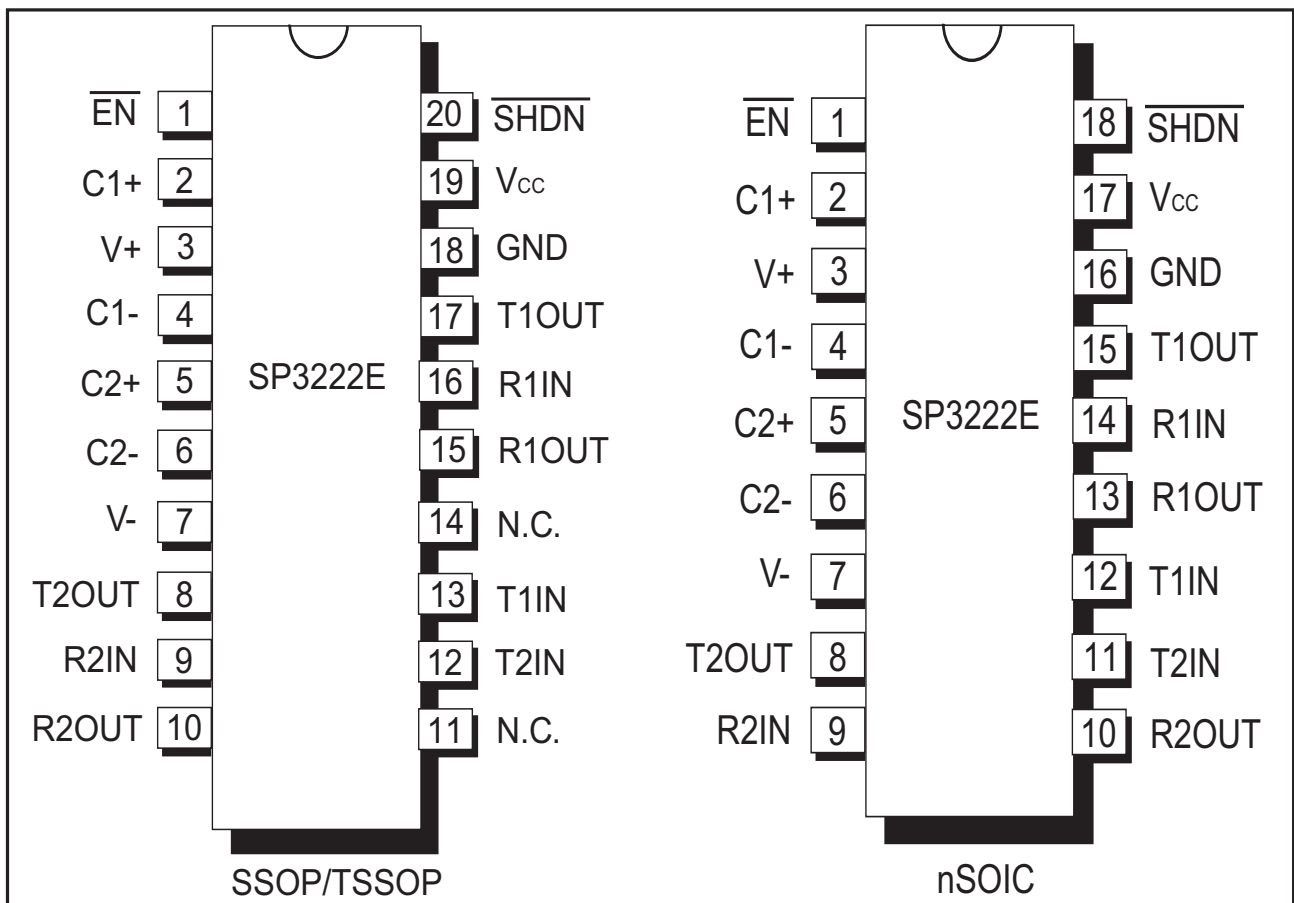 EN 1
C1+ 2
V+ 3
C1- 4
C2+ 5
C2- 6
V- 7
T2OUT 8
R2IN 9
R2OUT 10
SP3222E
20 SHDN
19 Vcc
18 GND
17 T1OUT
16 R1IN
15 R1OUT
14 N.C.
13 T1IN
12 T2IN
11 N.C.
SSOP/TSSOP
EN 1
C1+ 2
V+ 3
C1- 4
C2+ 5
C2- 6
V- 7
T2OUT 8
R2IN 9
SP3222E
18 SHDN
17 Vcc
16 GND
15 T1OUT
14 R1IN
13 R1OUT
12 T1IN
11 T2IN
10 R2OUT
nSOIC